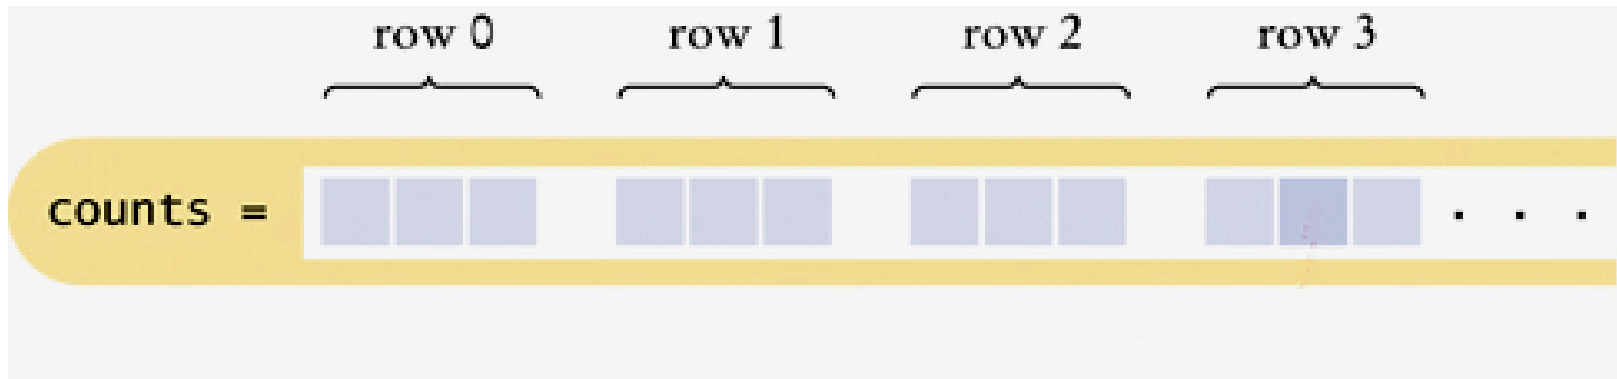 row 0 row 1 row 2 row 3
counts = . . .